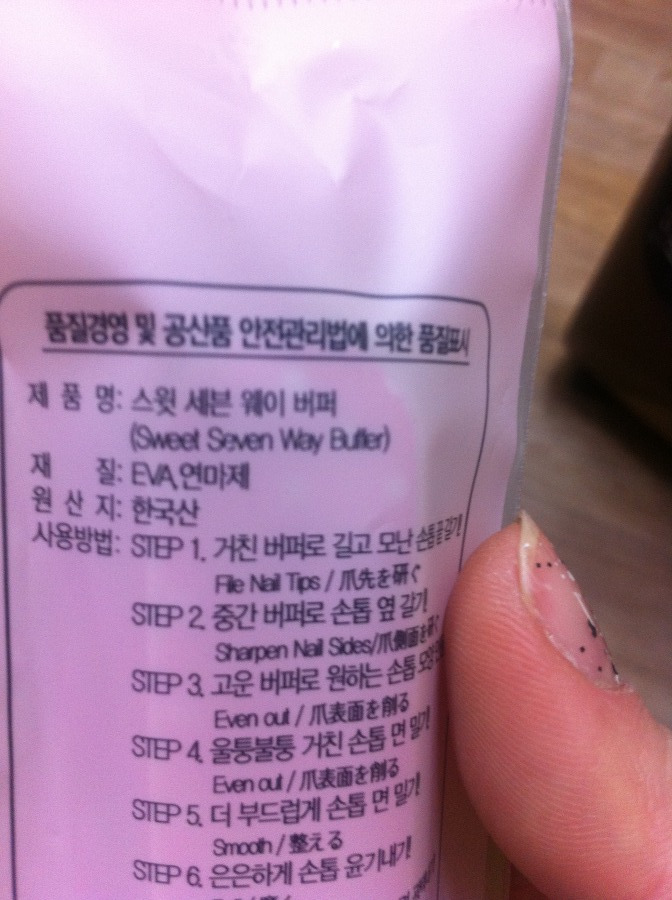 품질경영 및 공산품 안전관리법에 의한 품질표시
제 품 명: 스윗 세븐 웨이 버퍼
(Sweet Seven Way Buffer)
재 질: EVA,연마제
원 산 지: 한국산
사용방법: STEP 1. 거친 버퍼로 길고 모난 손톱끝갈기!
File Nail Tips / 爪先を研ぐ
STEP 2. 중간 버퍼로 손톱 옆 갈기!
Sharpen Nail Sides/爪側面を研ぐ
STEP 3. 고운 버퍼로 원하는 손톱
Even out / 爪表面を削る
STEP 4. 울퉁불퉁 거친 손톱 면 밀기!
Even out / 爪表面を削る
STEP 5. 더 부드럽게 손톱 면 밀기!
Smooth / 整える
STEP 6. 은은하게 손톱 윤기내기!